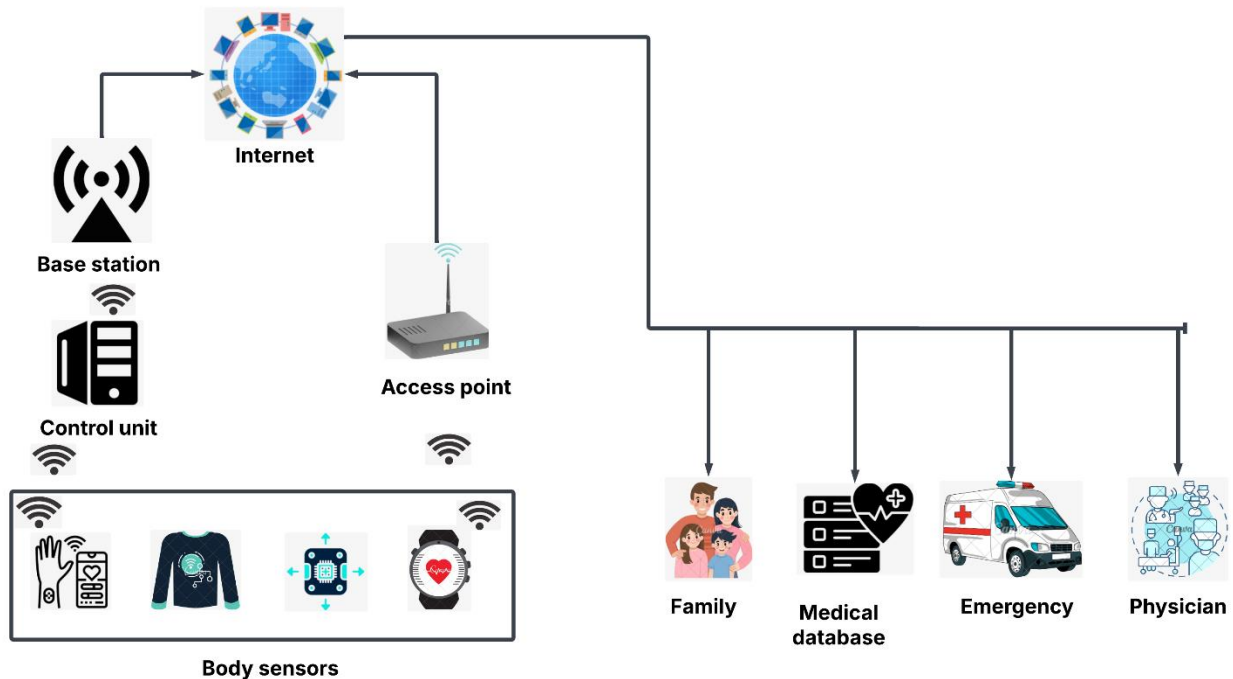 Internet
Base station
Access point
Control unit
Family
Medical
database
Emergency
Physician
Body sensors